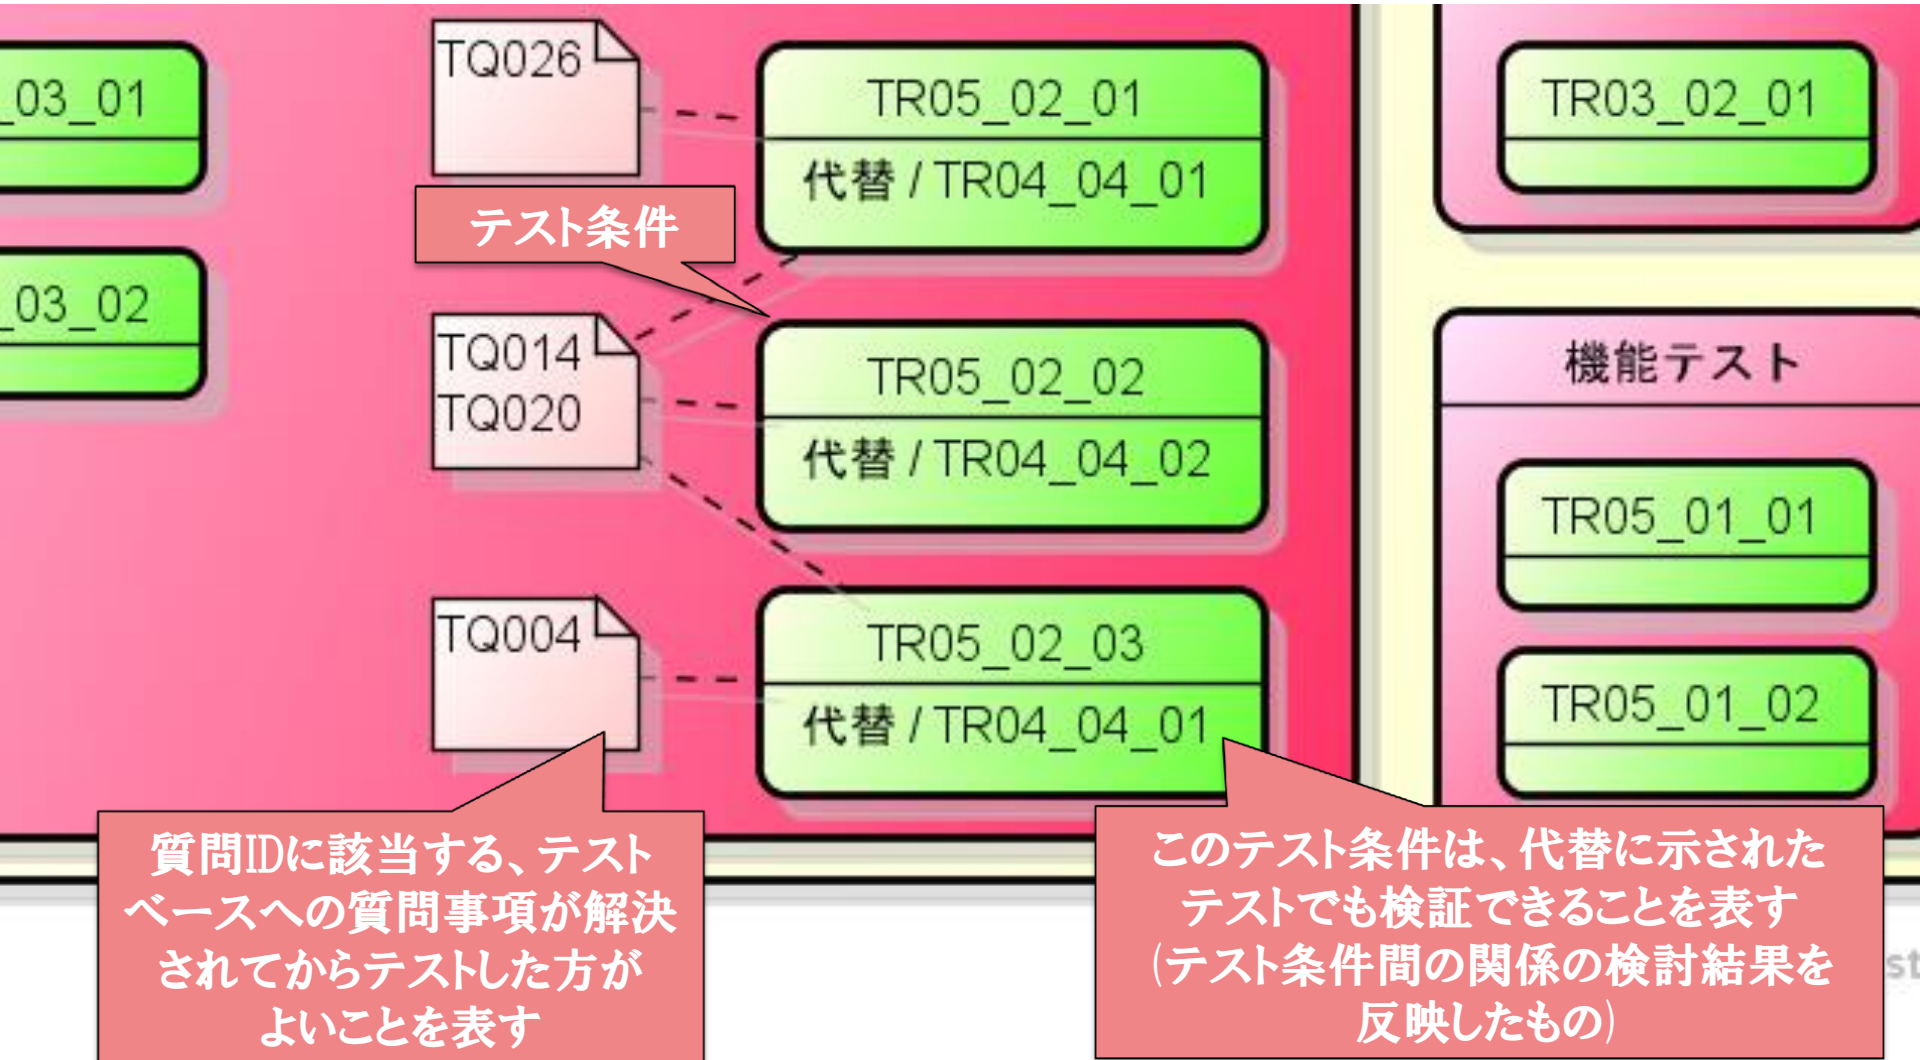 _03_01
_03_02
TQ026
TR05_02_01
代替 / TR04_04_01
テスト条件
TQ014
TQ020
TR05_02_02
代替 / TR04_04_02
TQ004
TR05_02_03
代替 / TR04_04_01
TR03_02_01
機能テスト
TR05_01_01
TR05_01_02
質問IDに該当する、テスト
ベースへの質問事項が解決
されてからテストした方が
よいことを表す
このテスト条件は、代替に示された
テストでも検証できることを表す
(テスト条件間の関係の検討結果を
反映したもの)
st